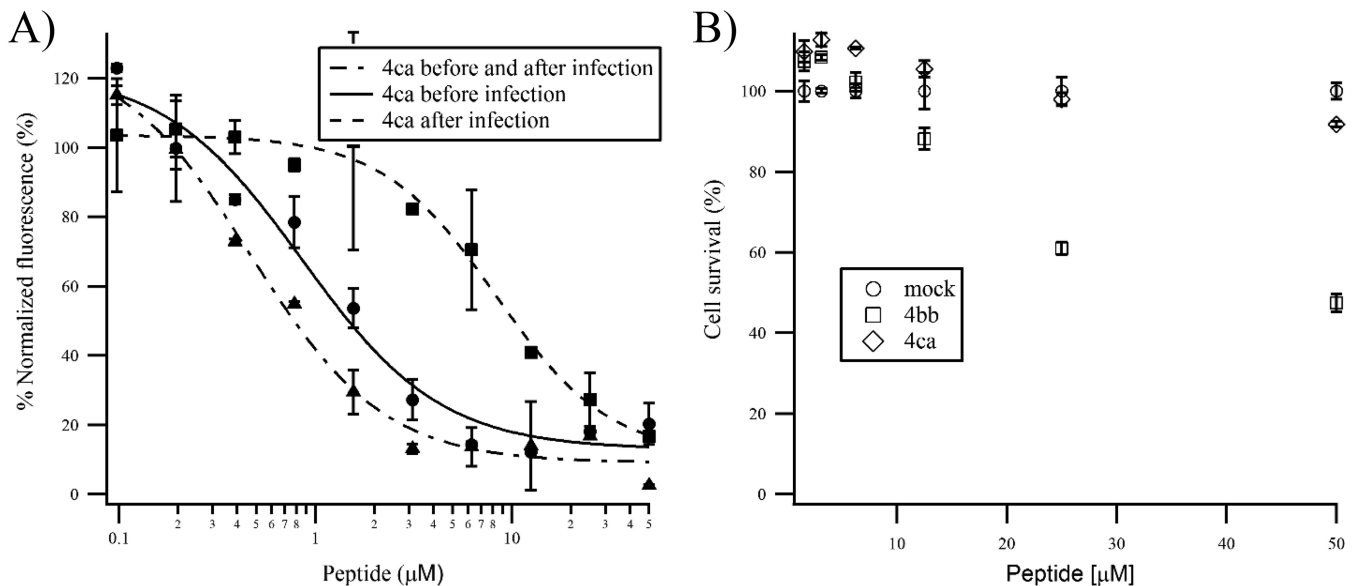 A)
% Normalized fluorescence (%)
120
100
80
60
40
20
0
4ca before and after infection
4ca before infection
4ca after infection
0.1 2 3 4 5 6 7 8 1 2 3 4 5 6 7 8 10 2 3 4 5
Peptide (μM)
B)
Cell survival (%)
100
80
60
40
20
0
mock
4bb
4ca
10 20 30 40 50
Peptide [μM]